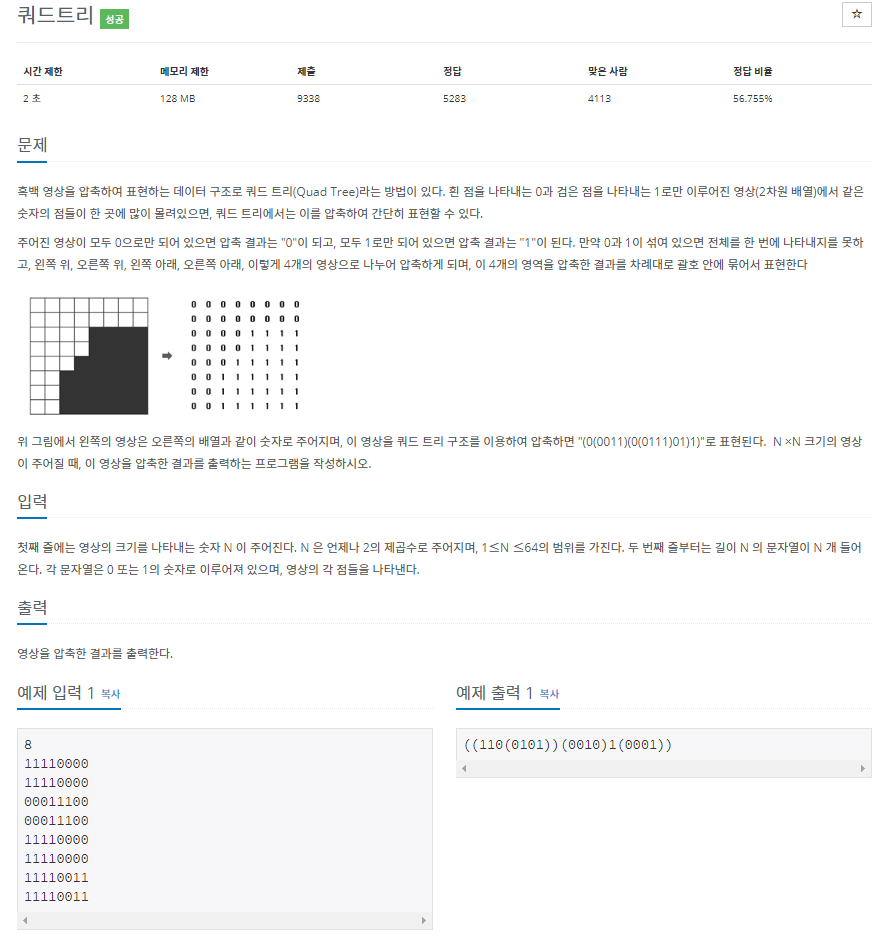 쿼드트리 성공
☆
시간 제한 메모리 제한 제출 정답 맞은 사람 정답 비율
2 초 128 MB 9338 5283 4113 56.755%
문제
흑백 영상을 압축하여 표현하는 데이터 구조로 쿼드 트리(Quad Tree)라는 방법이 있다. 흰 점을 나타내는 0과 검은 점을 나타내는 1로만 이루어진 영상(2차원 배열)에서 같은
숫자의 점들이 한 곳에 많이 몰려있으면, 쿼드 트리에서는 이를 압축하여 간단히 표현할 수 있다.
주어진 영상이 모두 0으로만 되어 있으면 압축 결과는 "0"이 되고, 모두 1로만 되어 있으면 압축 결과는 "1"이 된다. 만약 0과 1이 섞여 있으면 전체를 한 번에 나타내지를 못하
고, 왼쪽 위, 오른쪽 위, 왼쪽 아래, 오른쪽 아래, 이렇게 4개의 영상으로 나누어 압축하게 되며, 이 4개의 영역을 압축한 결과를 차례대로 괄호 안에 묶어서 표현한다
0 0 0 0 0 0 0 0
0 0 0 0 0 0 0 0
0 0 0 0 1 1 1 1
0 0 0 0 1 1 1 1
0 0 0 1 1 1 1 1
0 0 1 1 1 1 1 1
0 0 1 1 1 1 1 1
0 0 1 1 1 1 1 1
위 그림에서 왼쪽의 영상은 오른쪽의 배열과 같이 숫자로 주어지며, 이 영상을 쿼드 트리 구조를 이용하여 압축하면 "(0(0011)(0(0111)01)1)"로 표현된다. N ×N 크기의 영상
이 주어질 때, 이 영상을 압축한 결과를 출력하는 프로그램을 작성하시오.
입력
첫째 줄에는 영상의 크기를 나타내는 숫자 N 이 주어진다. N 은 언제나 2의 제곱수로 주어지며, 1≤N ≤64의 범위를 가진다. 두 번째 줄부터는 길이 N 의 문자열이 N 개 들어
온다. 각 문자열은 0 또는 1의 숫자로 이루어져 있으며, 영상의 각 점들을 나타낸다.
출력
영상을 압축한 결과를 출력한다.
예제 입력 1 복사
8
11110000
11110000
00011100
00011100
11110000
11110000
11110011
11110011
예제 출력 1 복사
((110(0101))(0010)1(0001))